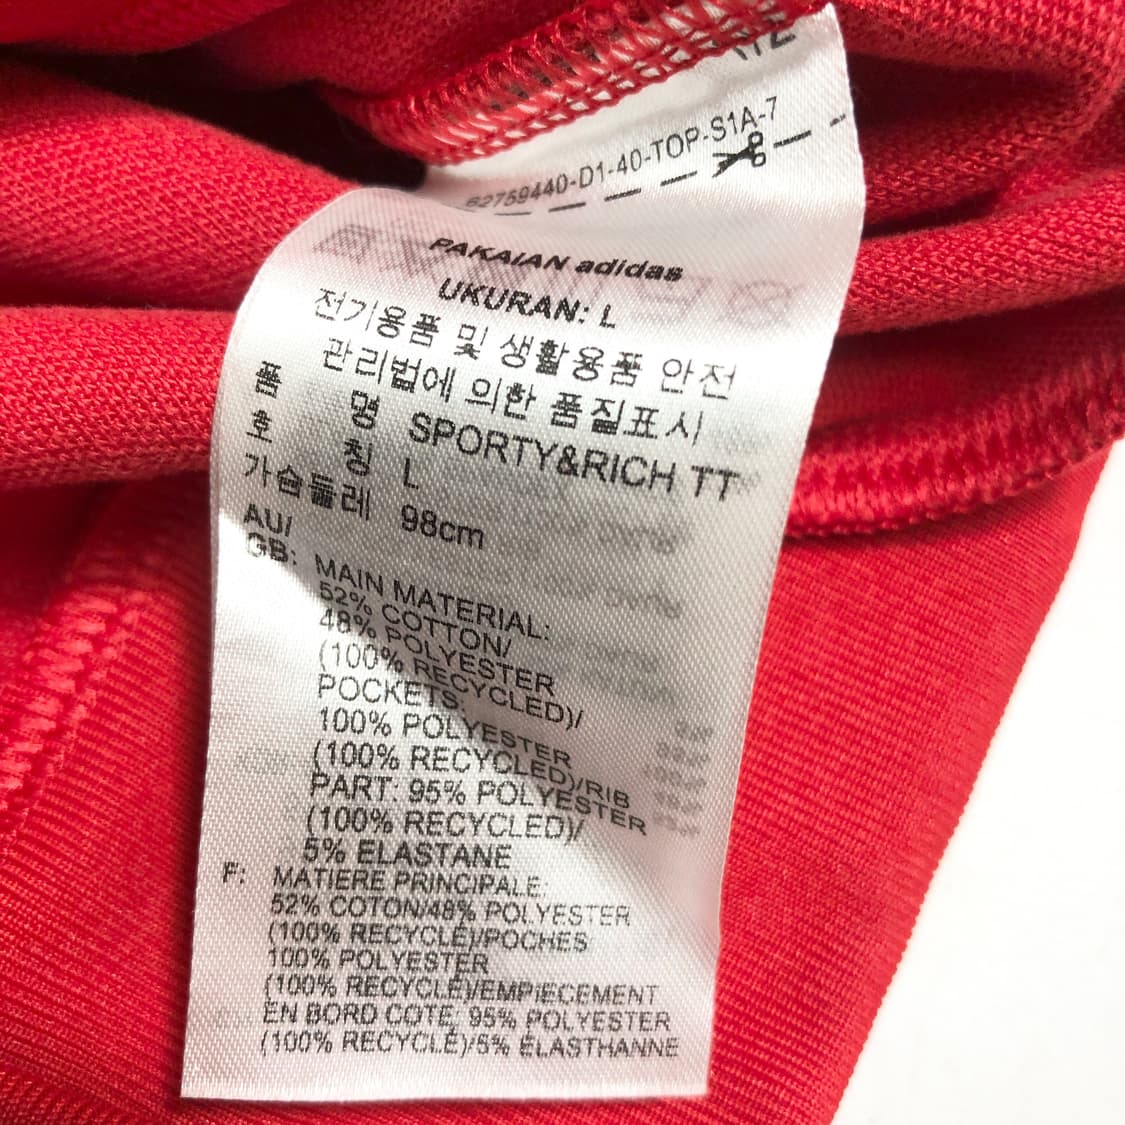 B2759440-D1-40-TOP-S1A-7
PAKAIAN adidas
UKURAN: L
전기용품 및 생활용품 안전
관리법에 의한 품질표시
품 명 SPORTY&RICH TT
호 칭 L
가슴둘레 98cm
AU/
GB: MAIN MATERIAL:
52% COTTON/
48% POLYESTER
(100% RECYCLED)/
POCKETS:
100% POLYESTER
(100% RECYCLED)/RIB
PART: 95% POLYESTER
(100% RECYCLED)/
5% ELASTANE
F: MATIERE PRINCIPALE:
52% COTON/48% POLYESTER
(100% RECYCLÉ)/POCHES
100% POLYESTER
(100% RECYCLÉ)/EMPIECEMENT
EN BORD COTE, 95% POLYESTER
(100% RECYCLÉ)/5% ÉLASTHANNE